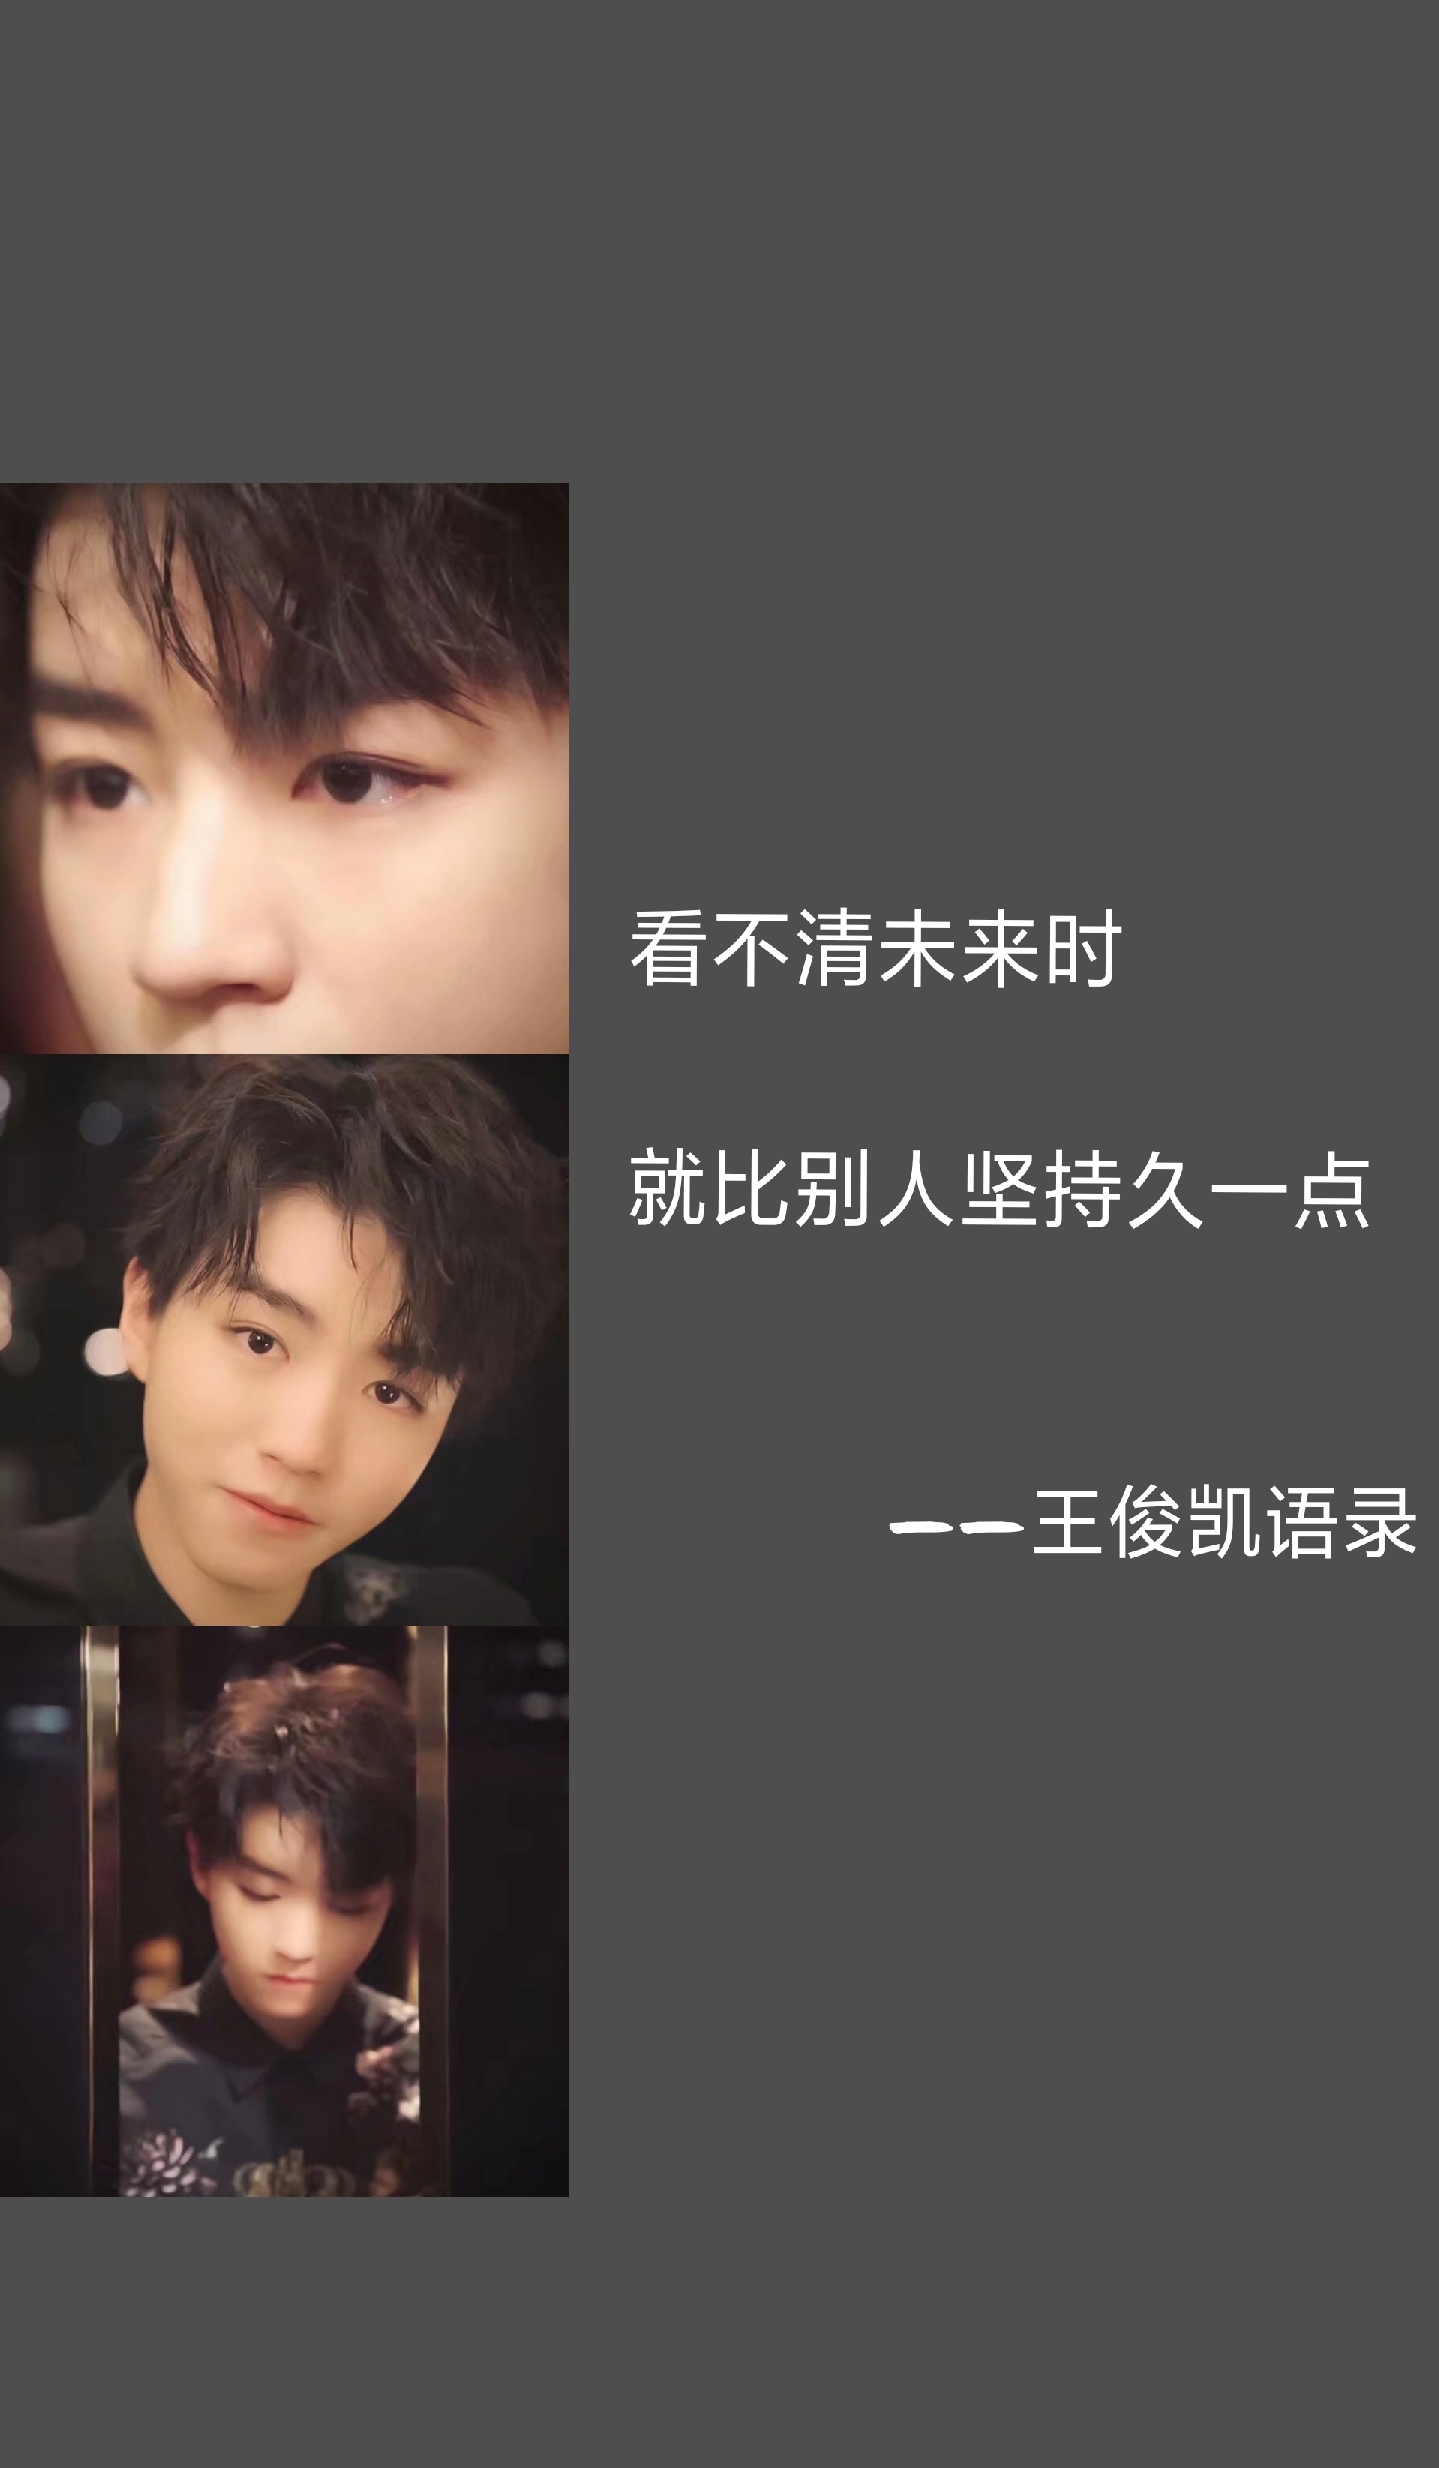 看不清未来时
就比别人坚持久一点
——王俊凯语录